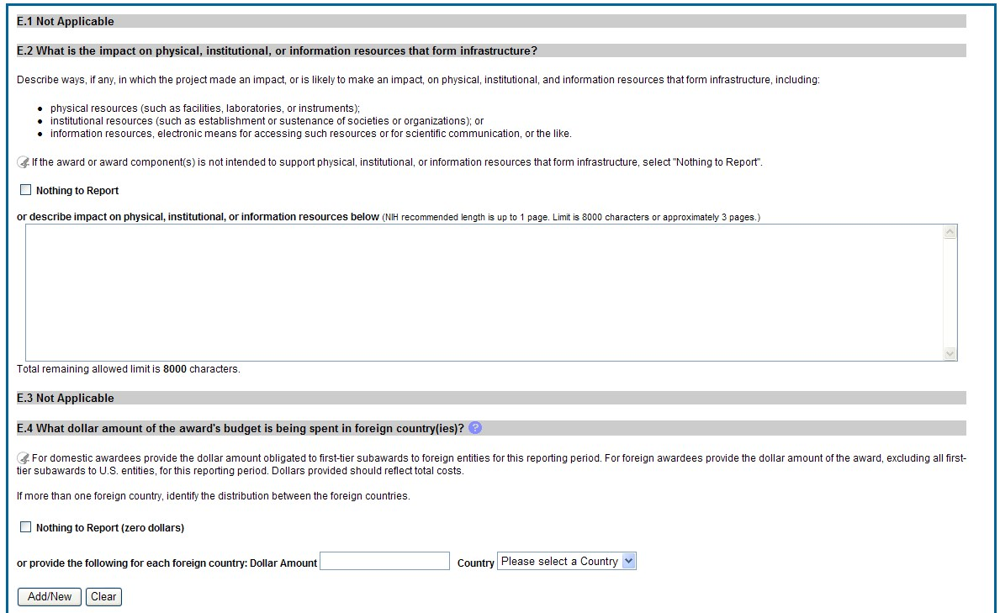 E.1 Not Applicable
E.2 What is the impact on physical, institutional, or information resources that form infrastructure?
Describe ways, if any, in which the project made an impact, or is likely to make an impact, on physical, institutional, and information resources that form infrastructure, including:
• physical resources (such as facilities, laboratories, or instruments);
• institutional resources (such as establishment or sustenance of societies or organizations); or
• information resources, electronic means for accessing such resources or for scientific communication, or the like.
If the award or award component(s) is not intended to support physical, institutional, or information resources that form infrastructure, select "Nothing to Report".
Nothing to Report
or describe impact on physical, institutional, or information resources below (NIH recommended length is up to 1 page. Limit is 8000 characters or approximately 3 pages.)
Total remaining allowed limit is 8000 characters.
E.3 Not Applicable
E.4 What dollar amount of the award's budget is being spent in foreign country(ies)? ?
For domestic awardees provide the dollar amount obligated to first-tier subawards to foreign entities for this reporting period. For foreign awardees provide the dollar amount of the award, excluding all first-
tier subawards to U.S. entities, for this reporting period. Dollars provided should reflect total costs.
If more than one foreign country, identify the distribution between the foreign countries.
Nothing to Report (zero dollars)
or provide the following for each foreign country: Dollar Amount Country Please select a Country
Add/New Clear